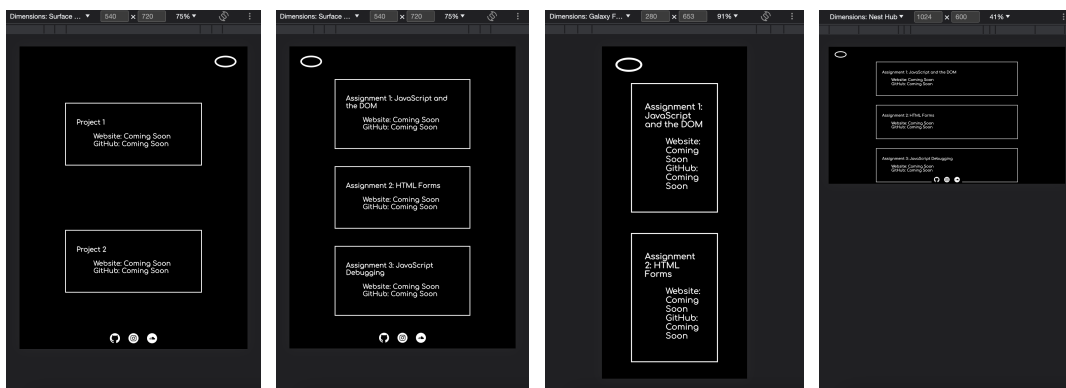 Dimensions: Surface ... ▼ 540 × 720 75% ▼
Project 1
Website: Coming Soon
GitHub: Coming Soon
Project 2
Website: Coming Soon
GitHub: Coming Soon
Dimensions: Surface ... ▼ 540 × 720 75% ▼
Assignment 1: JavaScript and
the DOM
Website: Coming Soon
GitHub: Coming Soon
Assignment 2: HTML Forms
Website: Coming Soon
GitHub: Coming Soon
Assignment 3: JavaScript
Debugging
Website: Coming Soon
GitHub: Coming Soon
Dimensions: Galaxy F... ▼ 280 × 653 91% ▼
Assignment 1:
JavaScript
and the DOM
Website:
Coming
Soon
GitHub:
Coming
Soon
Assignment
2: HTML
Forms
Website:
Coming
Soon
GitHub:
Coming
Soon
Dimensions: Nest Hub ▼ 1024 × 600 41% ▼
Assignment 1: JavaScript and the DOM
Website: Coming Soon
GitHub: Coming Soon
Assignment 2: HTML Forms
Website: Coming Soon
GitHub: Coming Soon
Assignment 3: JavaScript Debugging
Website: Coming Soon
GitHub: Coming Soon